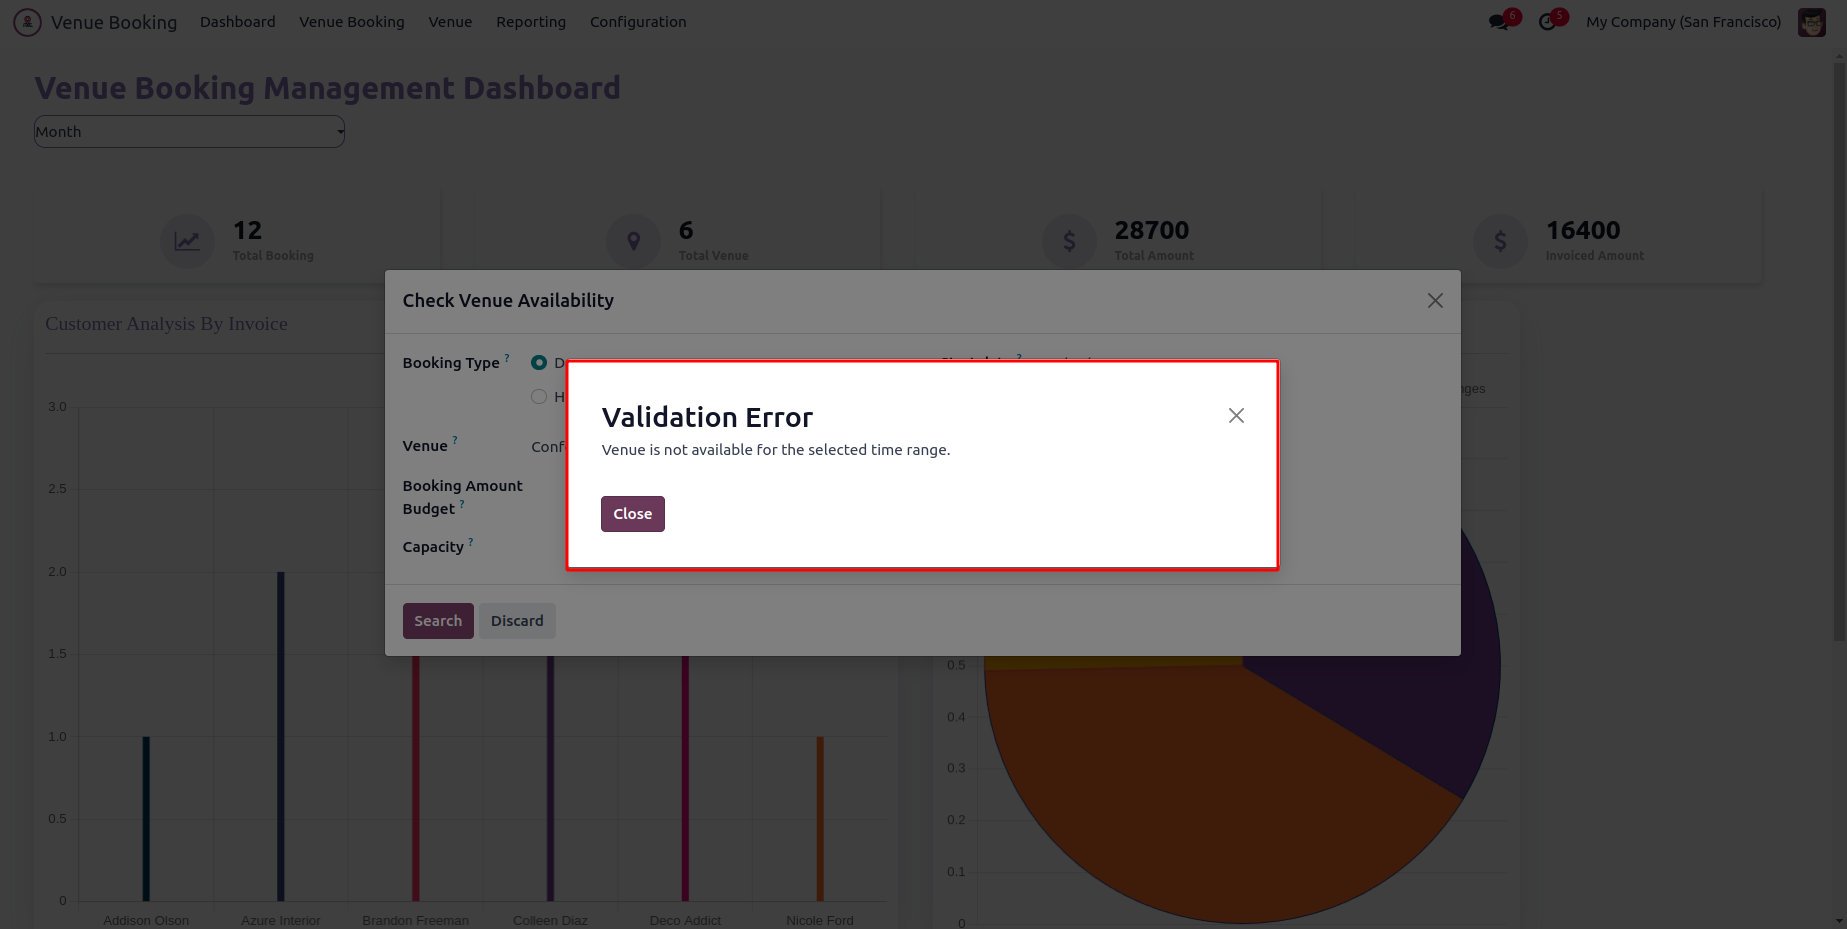 Venue Booking Dashboard Venue Booking Venue Reporting Configuration 6 5 My Company (San Francisco)
Venue Booking Management Dashboard
Month
12
Total Booking
6
Total Venue
28700
Total Amount
16400
Invoiced Amount
Customer Analysis By Invoice
Check Venue Availability
Booking Type ?
Venue ?
Booking Amount
Budget ?
Capacity ?
Search Discard
Validation Error
Venue is not available for the selected time range.
Close
3.0
2.5
2.0
1.5
1.0
0.5
0
Addison Olson Azure Interior Brandon Freeman Colleen Diaz Deco Addict Nicole Ford
0.5
0.4
0.3
0.2
0.1
0